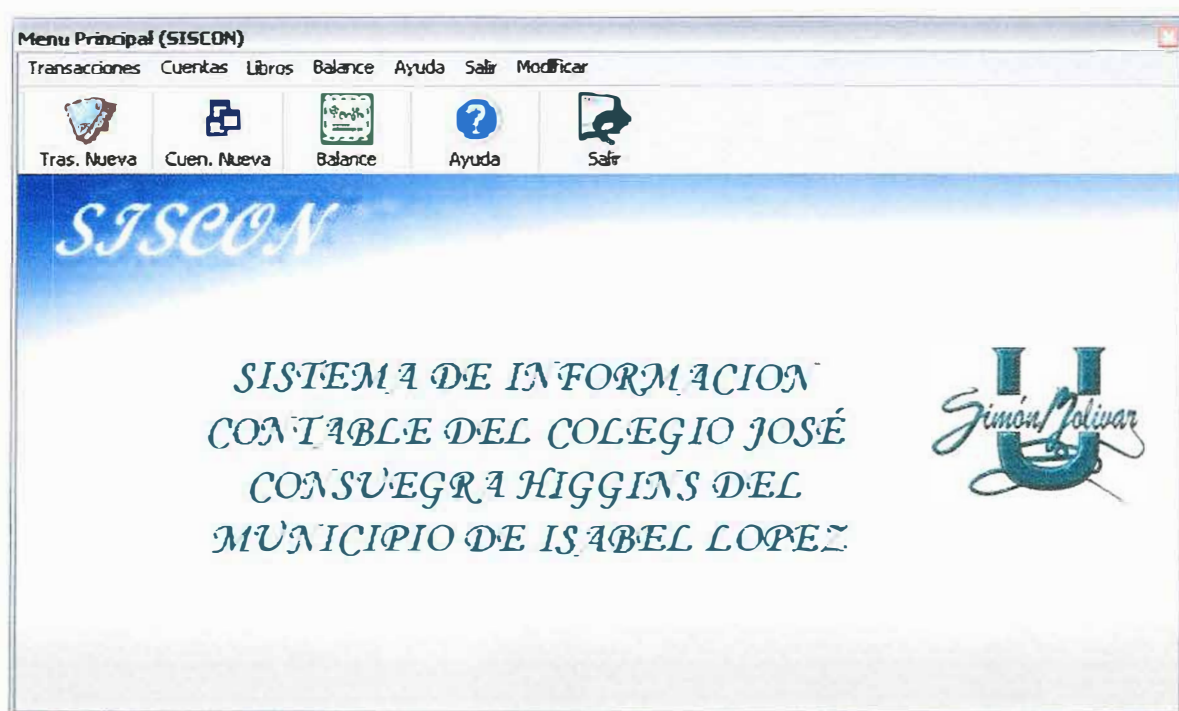 Menu Principal (SISCON)
Transacciones Cuentas Libros Balance Ayuda Salir Modificar
Tras. Nueva Cuen. Nueva Balance Ayuda Salir
SISCON
SISTEMA DE INFORMACION
CONTABLE DEL COLEGIO JOSÉ
CONSUEGRA HIGGINS DEL
MUNICIPIO DE ISABEL LOPEZ
U
Simón Bolívar